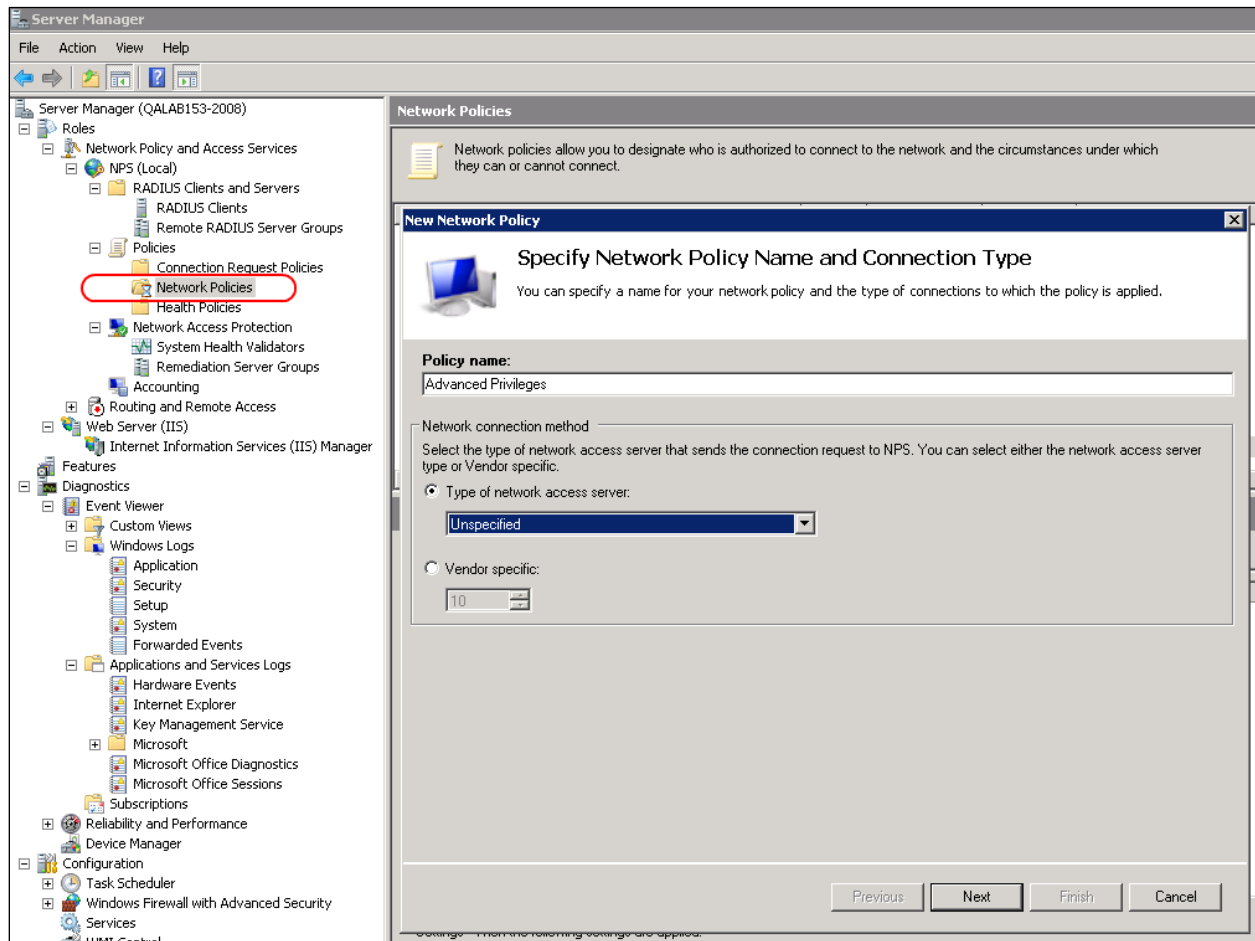 Server Manager
File Action View Help
Server Manager (QALAB153-2008)
Roles
Network Policy and Access Services
NPS (Local)
RADIUS Clients and Servers
RADIUS Clients
Remote RADIUS Server Groups
Policies
Connection Request Policies
Network Policies
Health Policies
Network Access Protection
System Health Validators
Remediation Server Groups
Accounting
Routing and Remote Access
Web Server (IIS)
Internet Information Services (IIS) Manager
Features
Diagnostics
Event Viewer
Custom Views
Windows Logs
Application
Security
Setup
System
Forwarded Events
Applications and Services Logs
Hardware Events
Internet Explorer
Key Management Service
Microsoft
Microsoft Office Diagnostics
Microsoft Office Sessions
Subscriptions
Reliability and Performance
Device Manager
Configuration
Task Scheduler
Windows Firewall with Advanced Security
Services
WMI Control
Network Policies
Network policies allow you to designate who is authorized to connect to the network and the circumstances under which
they can or cannot connect.
New Network Policy
Specify Network Policy Name and Connection Type
You can specify a name for your network policy and the type of connections to which the policy is applied.
Policy name:
Advanced Privileges
Network connection method
Select the type of network access server that sends the connection request to NPS. You can select either the network access server
type or Vendor specific.
Type of network access server:
Unspecified
Vendor specific:
10
Previous Next Finish Cancel
Settings - Then the following settings are applied: